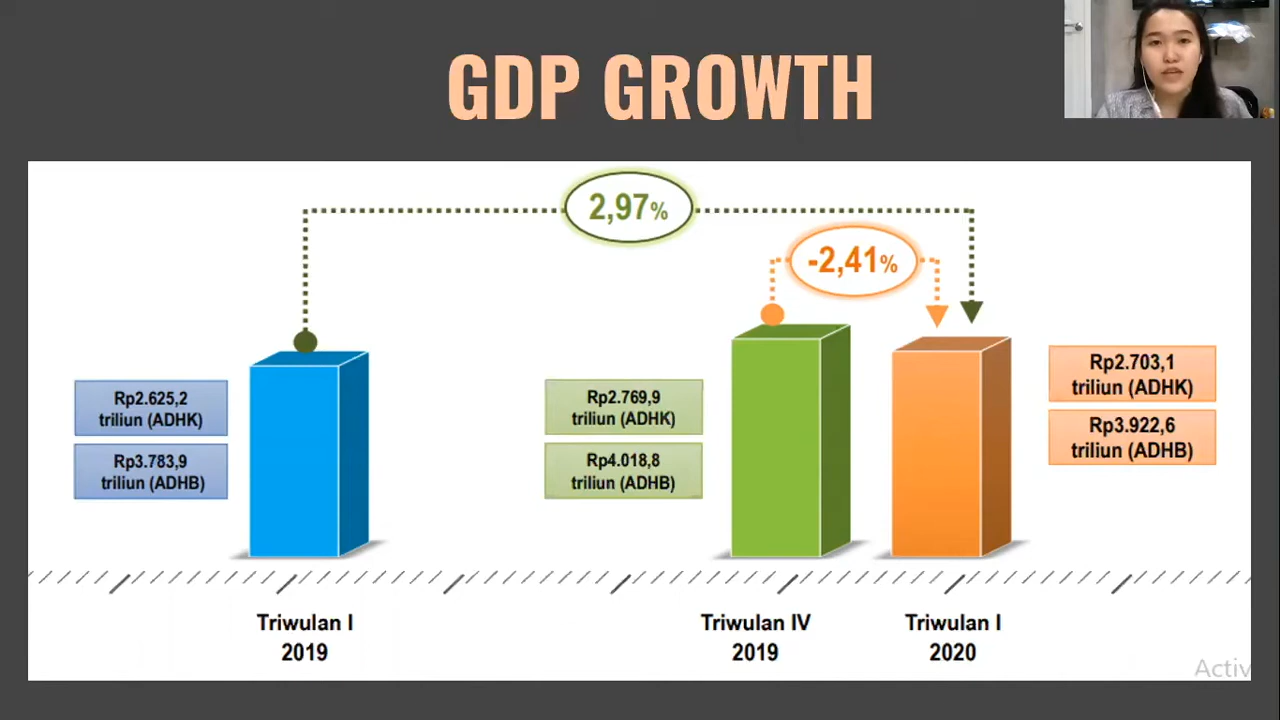 GDP GROWTH
2,97%
-2,41%
Rp2.625,2
triliun (ADHK)
Rp3.783,9
triliun (ADHB)
Rp2.769,9
triliun (ADHK)
Rp4.018,8
triliun (ADHB)
Rp2.703,1
triliun (ADHK)
Rp3.922,6
triliun (ADHB)
Triwulan I
2019
Triwulan IV
2019
Triwulan I
2020
Activ